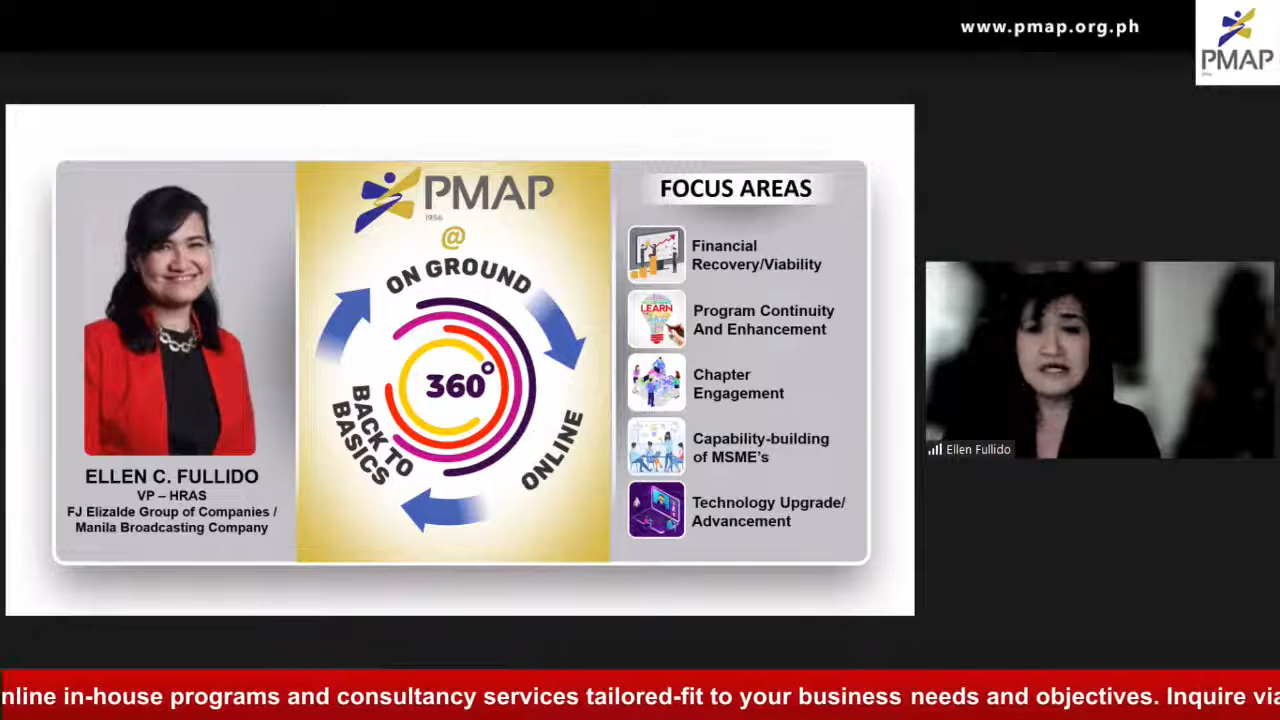 www.pmap.org.ph
PMAP
PMAP
1956
@
ON GROUND
ONLINE
BACK TO
BASICS
360°
ELLEN C. FULLIDO
VP – HRAS
FJ Elizalde Group of Companies /
Manila Broadcasting Company
FOCUS AREAS
Financial
Recovery/Viability
LEARN
Program Continuity
And Enhancement
Chapter
Engagement
Capability-building
of MSME's
Technology Upgrade/
Advancement
Ellen Fullido
nline in-house programs and consultancy services tailored-fit to your business needs and objectives. Inquire via